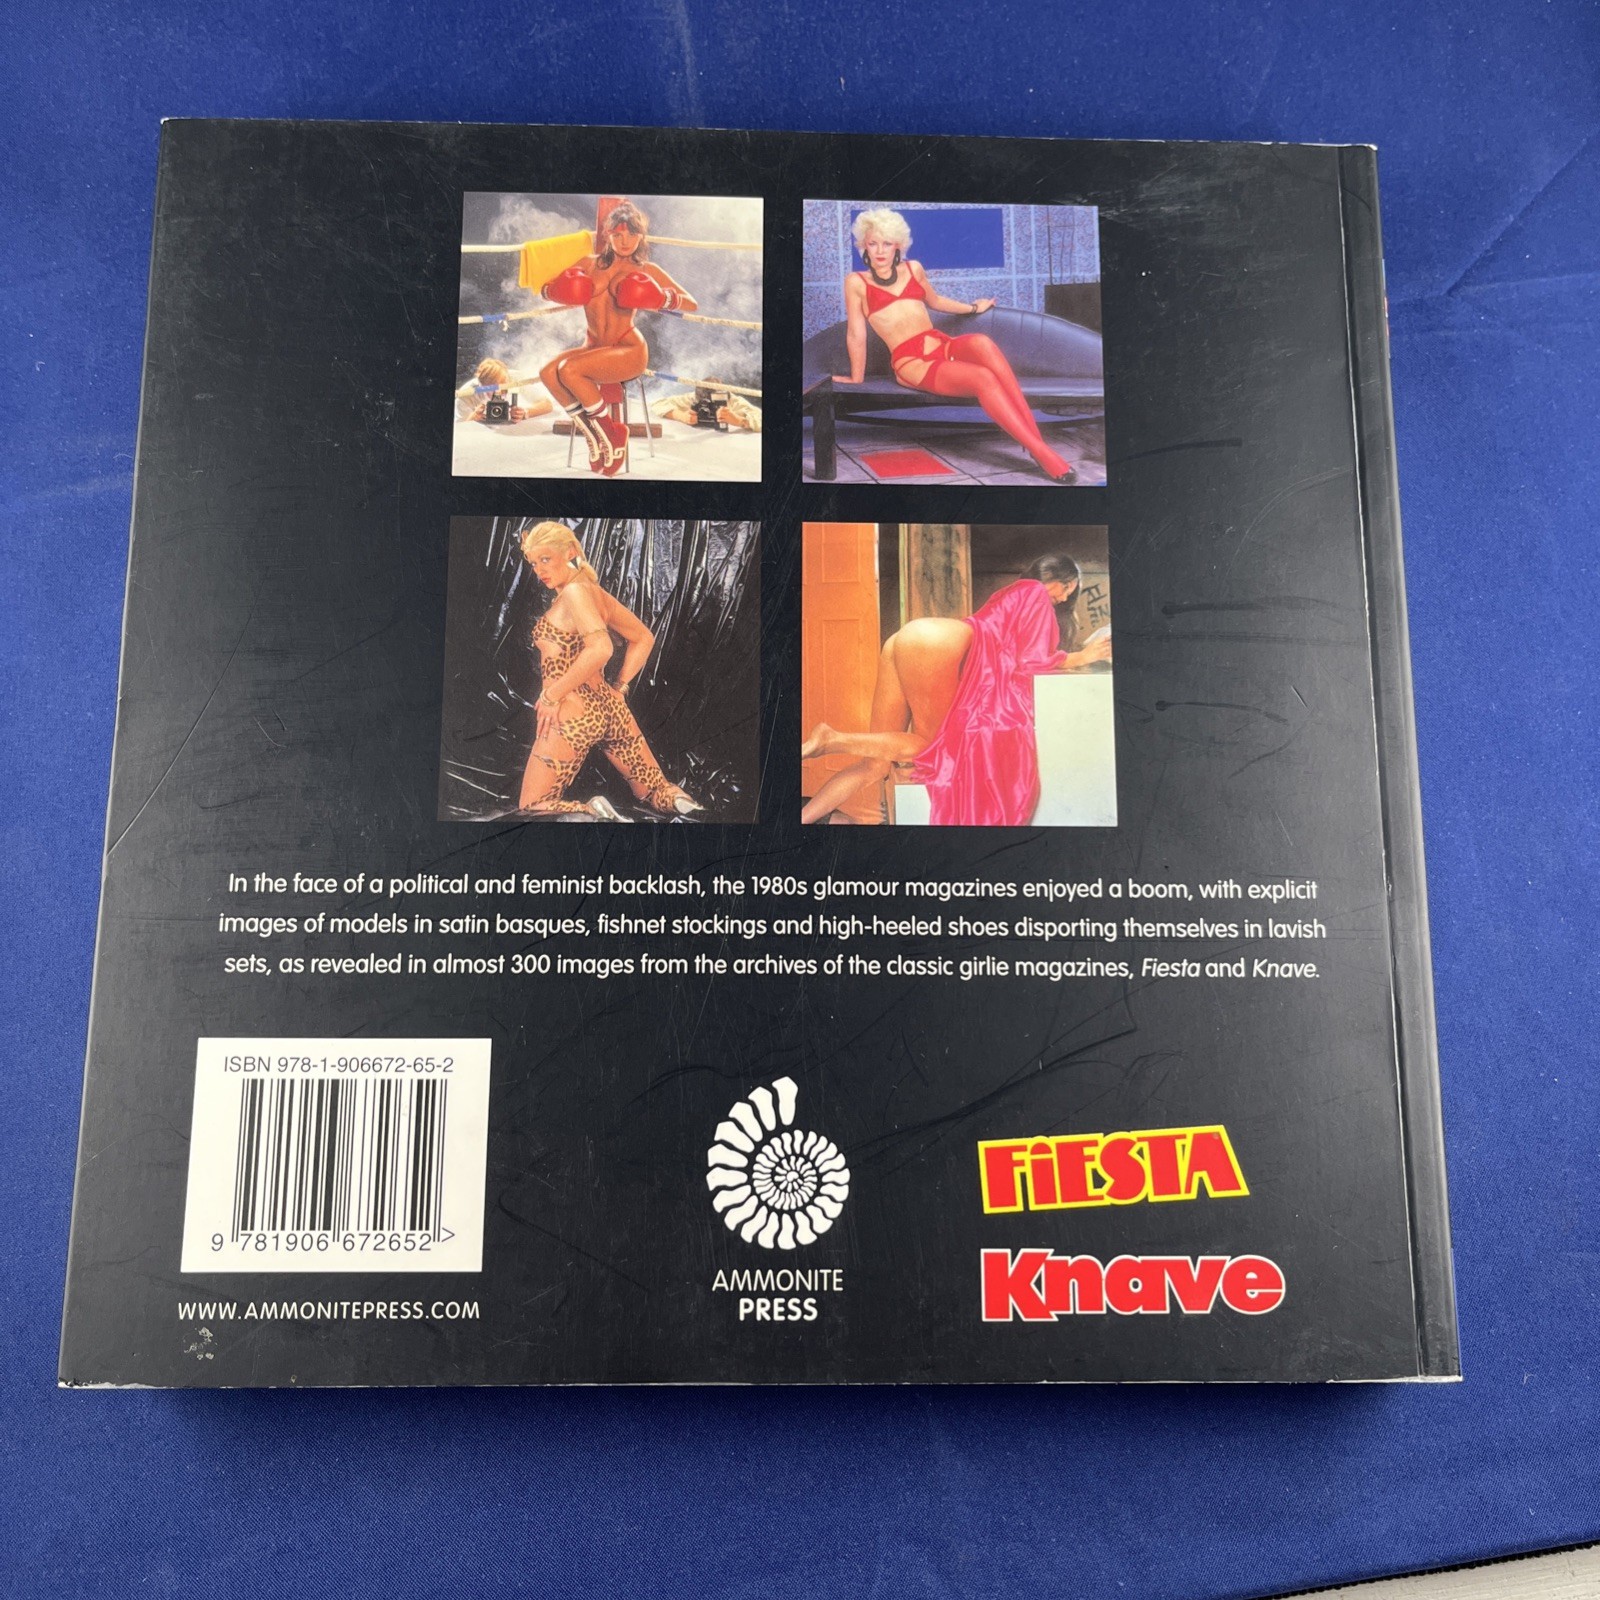 In the face of a political and feminist backlash, the 1980s glamour magazines enjoyed a boom, with explicit
images of models in satin basques, fishnet stockings and high-heeled shoes disporting themselves in lavish
sets, as revealed in almost 300 images from the archives of the classic girlie magazines, Fiesta and Knave.
ISBN 978-1-906672-65-2
9 781906 672652 >
WWW.AMMONITEPRESS.COM
AMMONITE
PRESS
FiESTA
Knave